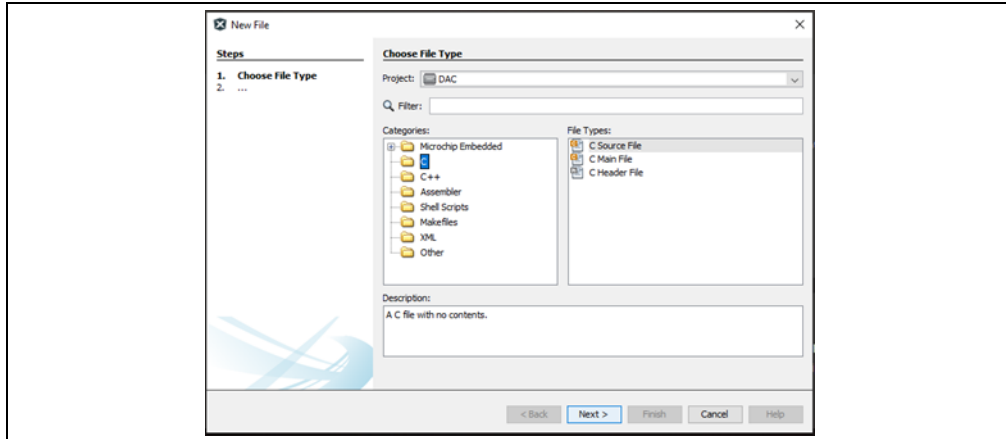 New File
Steps
1. Choose File Type
2. ...
Choose File Type
Project: DAC
Filter:
Categories:
Microchip Embedded
C
C++
Assembler
Shell Scripts
Makefiles
XML
Other
File Types:
C Source File
C Main File
C Header File
Description:
A C file with no contents.
< Back Next > Finish Cancel Help